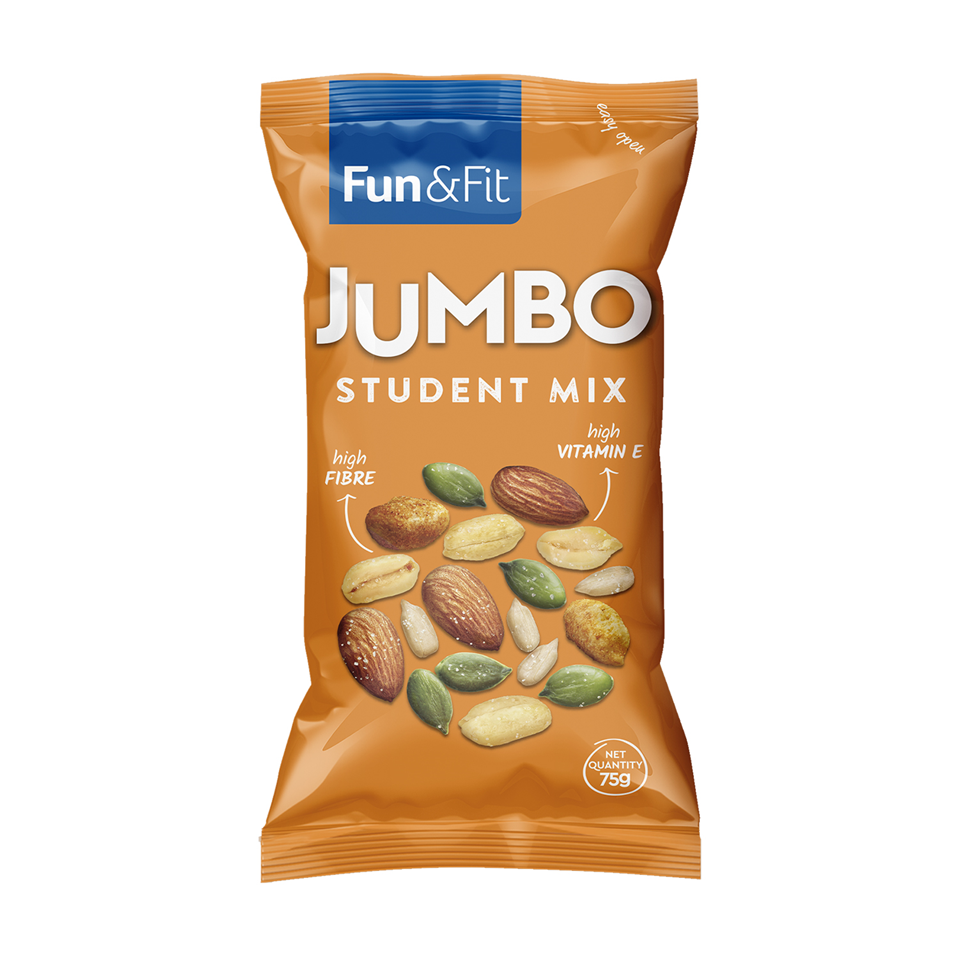 easy open
Fun&Fit
JUMBO
STUDENT MIX
high
VITAMIN E
high
FIBRE
NET
QUANTITY
75g